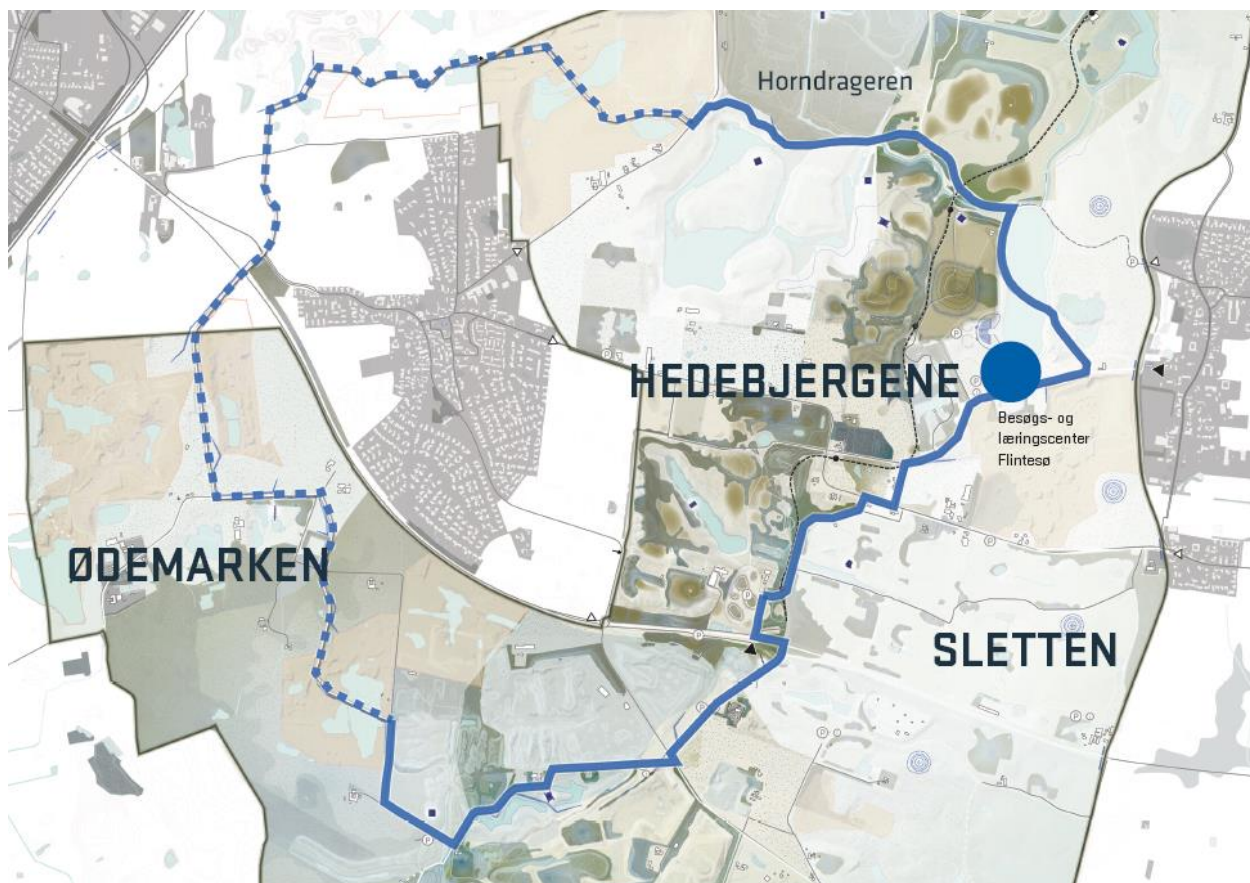 Horndrageren
HEDEBJERGENE
Besøgs- og
læringscenter
Flintesø
ØDEMARKEN
SLETTEN